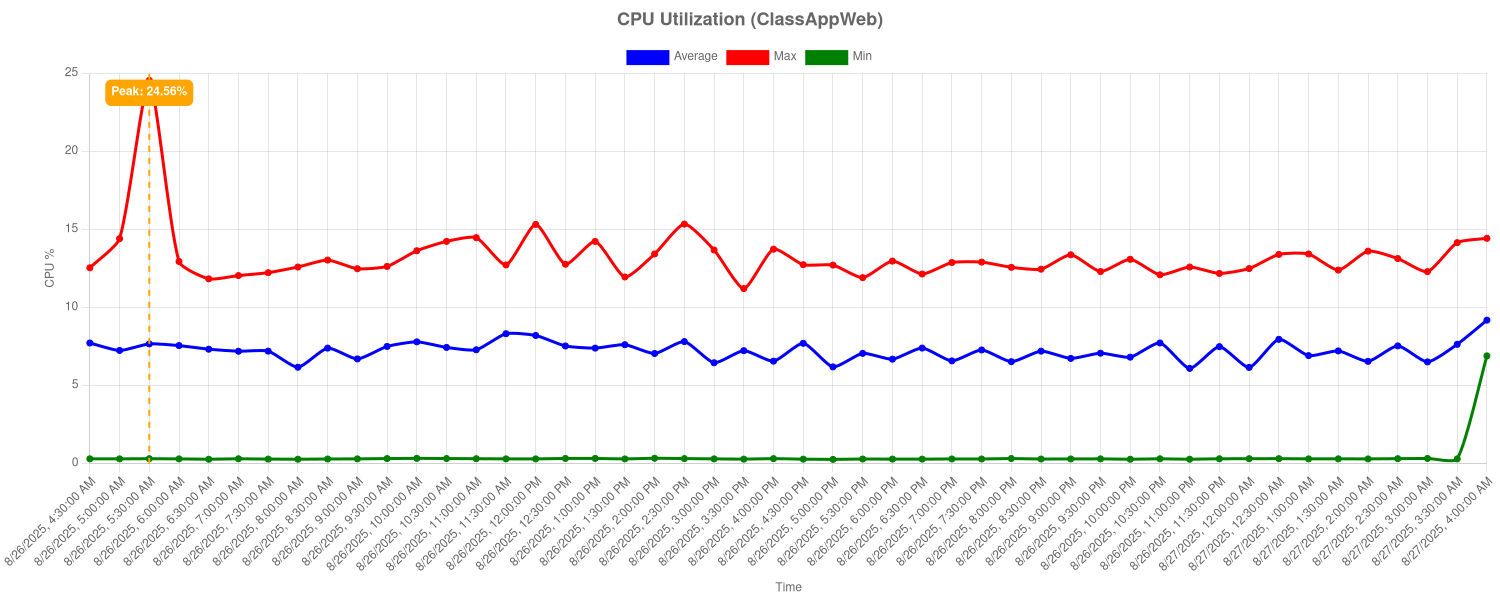 CPU Utilization (ClassAppWeb)
Average Max Min
Peak: 24.56%
25
20
15
10
5
0
CPU %
8/26/2025, 4:30:00 AM
8/26/2025, 5:00:00 AM
8/26/2025, 5:30:00 AM
8/26/2025, 6:00:00 AM
8/26/2025, 6:30:00 AM
8/26/2025, 7:00:00 AM
8/26/2025, 7:30:00 AM
8/26/2025, 8:00:00 AM
8/26/2025, 8:30:00 AM
8/26/2025, 9:00:00 AM
8/26/2025, 9:30:00 AM
8/26/2025, 10:00:00 AM
8/26/2025, 10:30:00 AM
8/26/2025, 11:00:00 AM
8/26/2025, 11:30:00 AM
8/26/2025, 12:00:00 PM
8/26/2025, 12:30:00 PM
8/26/2025, 1:00:00 PM
8/26/2025, 1:30:00 PM
8/26/2025, 2:00:00 PM
8/26/2025, 2:30:00 PM
8/26/2025, 3:00:00 PM
8/26/2025, 3:30:00 PM
8/26/2025, 4:00:00 PM
8/26/2025, 4:30:00 PM
8/26/2025, 5:00:00 PM
8/26/2025, 5:30:00 PM
8/26/2025, 6:00:00 PM
8/26/2025, 6:30:00 PM
8/26/2025, 7:00:00 PM
8/26/2025, 7:30:00 PM
8/26/2025, 8:00:00 PM
8/26/2025, 8:30:00 PM
8/26/2025, 9:00:00 PM
8/26/2025, 9:30:00 PM
8/26/2025, 10:00:00 PM
8/26/2025, 10:30:00 PM
8/26/2025, 11:00:00 PM
8/26/2025, 11:30:00 PM
8/27/2025, 12:00:00 AM
8/27/2025, 12:30:00 AM
8/27/2025, 1:00:00 AM
8/27/2025, 1:30:00 AM
8/27/2025, 2:00:00 AM
8/27/2025, 2:30:00 AM
8/27/2025, 3:00:00 AM
8/27/2025, 3:30:00 AM
8/27/2025, 4:00:00 AM
Time